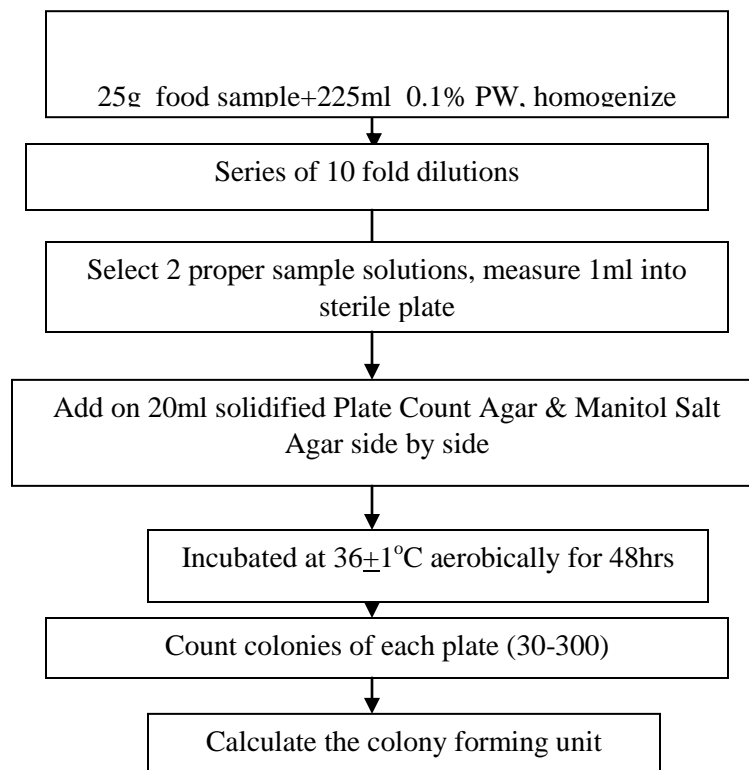 25g food sample+225ml 0.1% PW, homogenize
Series of 10 fold dilutions
Select 2 proper sample solutions, measure 1ml into
sterile plate
Add on 20ml solidified Plate Count Agar & Manitol Salt
Agar side by side
Incubated at 36±1°C aerobically for 48hrs
Count colonies of each plate (30-300)
Calculate the colony forming unit